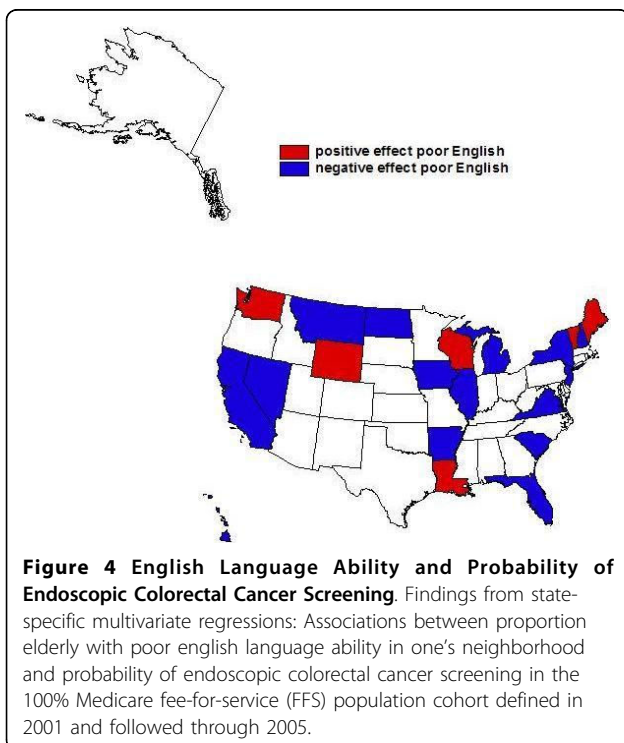 positive effect poor English
negative effect poor English
Figure 4 English Language Ability and Probability of
Endoscopic Colorectal Cancer Screening. Findings from state-
specific multivariate regressions: Associations between proportion
elderly with poor english language ability in one's neighborhood
and probability of endoscopic colorectal cancer screening in the
100% Medicare fee-for-service (FFS) population cohort defined in
2001 and followed through 2005.